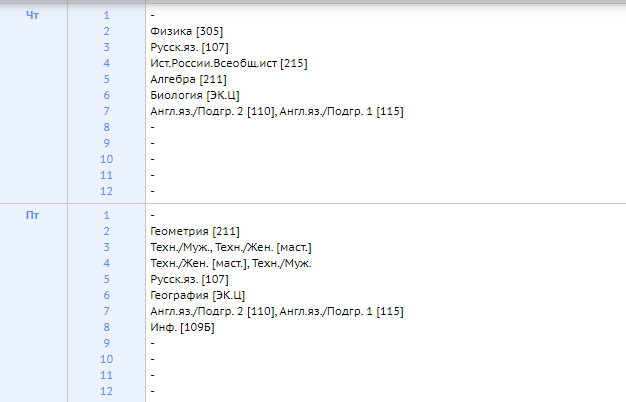 Чт 1 -
2 Физика [305]
3 Русск.яз. [107]
4 Ист.России.Всеобщ.ист [215]
5 Алгебра [211]
6 Биология [ЭК.Ц]
7 Англ.яз./Подгр. 2 [110], Англ.яз./Подгр. 1 [115]
8 -
9 -
10 -
11 -
12 -
Пт 1 -
2 Геометрия [211]
3 Техн./Муж., Техн./Жен. [маст.]
4 Техн./Жен. [маст.], Техн./Муж.
5 Русск.яз. [107]
6 География [ЭК.Ц]
7 Англ.яз./Подгр. 2 [110], Англ.яз./Подгр. 1 [115]
8 Инф. [109Б]
9 -
10 -
11 -
12 -